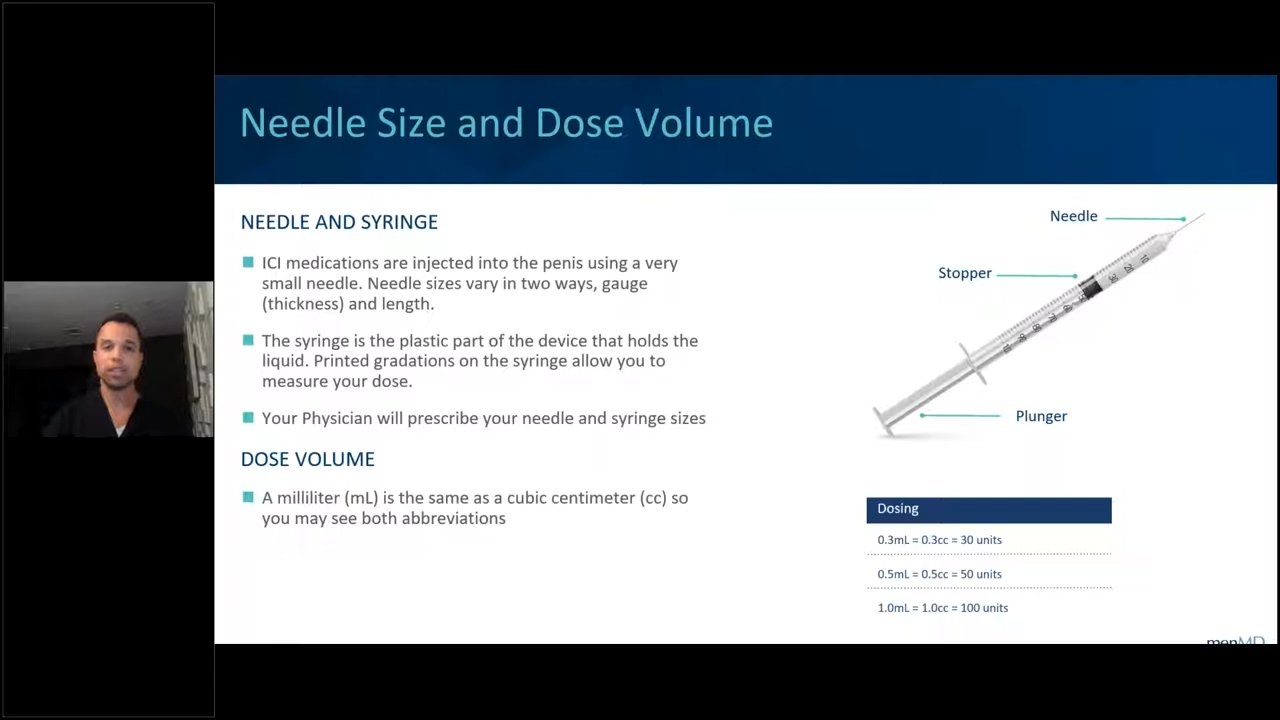 Needle Size and Dose Volume
NEEDLE AND SYRINGE
ICI medications are injected into the penis using a very
small needle. Needle sizes vary in two ways, gauge
(thickness) and length.
The syringe is the plastic part of the device that holds the
liquid. Printed gradations on the syringe allow you to
measure your dose.
Your Physician will prescribe your needle and syringe sizes
DOSE VOLUME
A milliliter (mL) is the same as a cubic centimeter (cc) so
you may see both abbreviations
Needle
Stopper
10
20
30
Plunger
Dosing
0.3mL = 0.3cc = 30 units
0.5mL = 0.5cc = 50 units
1.0mL = 1.0cc = 100 units
menMD